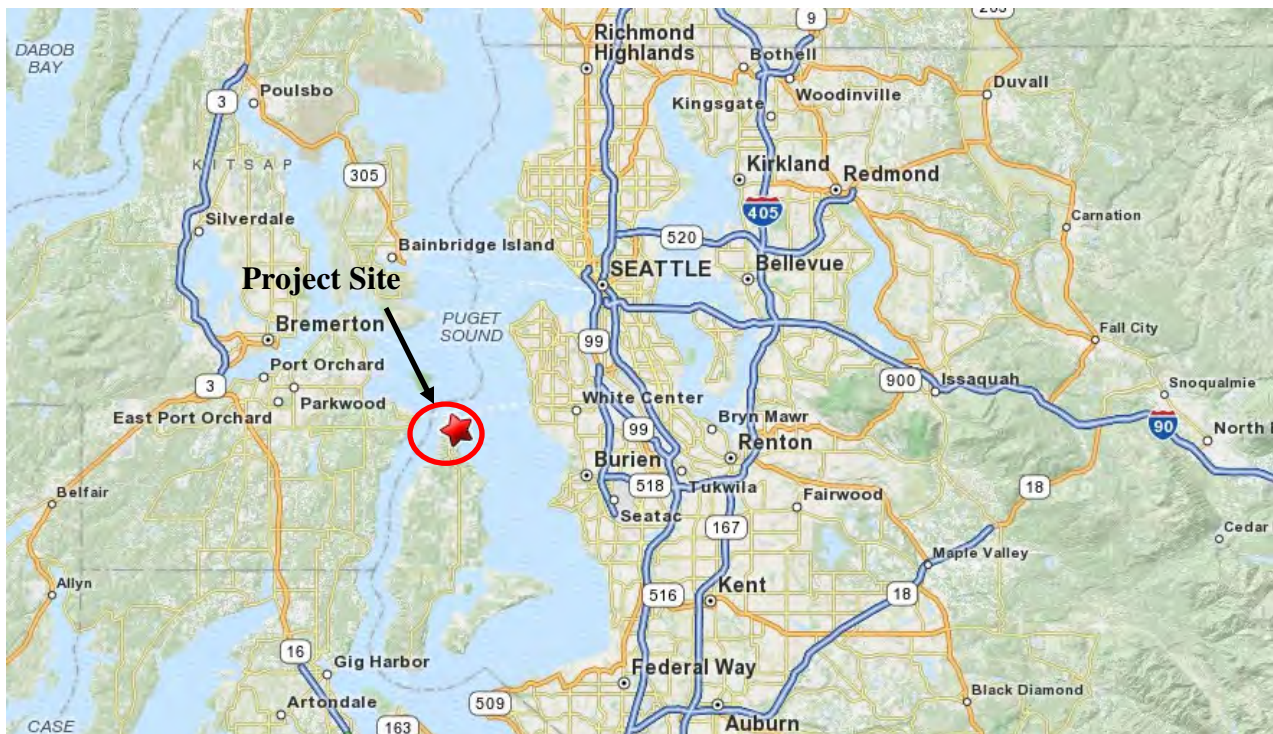 DABOB
BAY
Poulsbo
3
KITSAP
305
Silverdale
Bainbridge Island
Project Site
PUGET
SOUND
Bremerton
Port Orchard
3
Parkwood
East Port Orchard
Belfair
Allyn
16
Gig Harbor
Artondale
CASE
163
Richmond
Highlands
9
Bothell
Woodinville
Kingsgate
Duvall
Kirkland
Redmond
405
Carnation
520
SEATTLE
Bellevue
99
Fall City
900
Issaquah
Snoqualmie
White Center
Bryn Mawr
90
North
99
Renton
Burien
518
Tukwila
Fairwood
18
Seatac
167
Cedar
Maple Valley
516
Kent
18
Federal Way
509
Black Diamond
Auburn